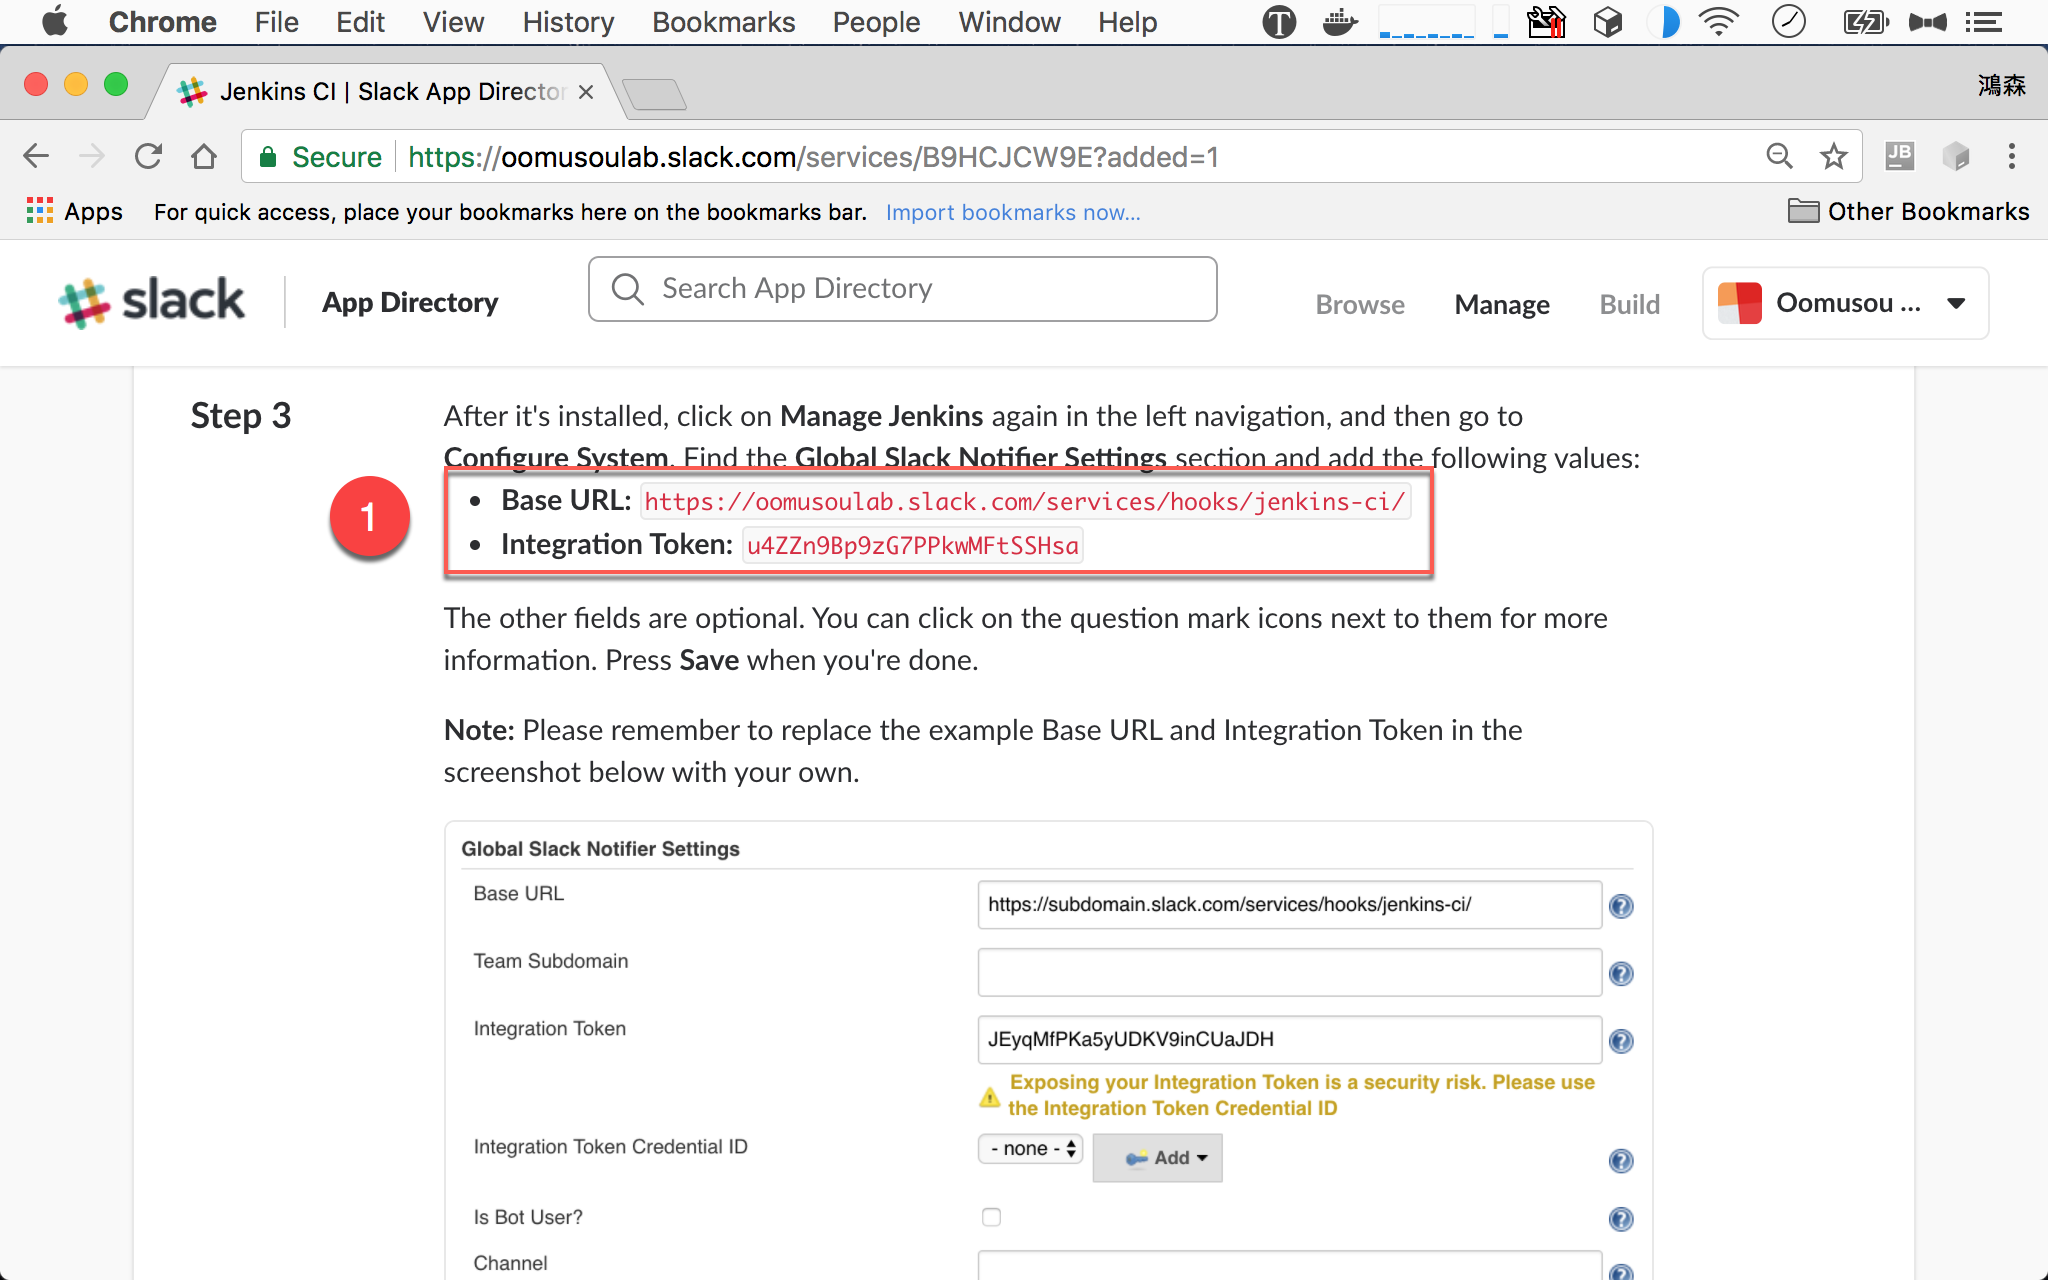 Chrome File Edit View History Bookmarks People Window Help
Jenkins CI | Slack App Director
鴻森
Secure https://oomusoulab.slack.com/services/B9HCJCW9E?added=1
JB
Apps For quick access, place your bookmarks here on the bookmarks bar. Import bookmarks now... Other Bookmarks
slack App Directory Search App Directory Browse Manage Build Oomusou ...
Step 3
After it's installed, click on Manage Jenkins again in the left navigation, and then go to
Configure System. Find the Global Slack Notifier Settings section and add the following values:
1
• Base URL: https://oomusoulab.slack.com/services/hooks/jenkins-ci/
• Integration Token: u4ZZn9Bp9zG7PPkwMFtSSHsa
The other fields are optional. You can click on the question mark icons next to them for more
information. Press Save when you're done.
Note: Please remember to replace the example Base URL and Integration Token in the
screenshot below with your own.
Global Slack Notifier Settings
Base URL https://subdomain.slack.com/services/hooks/jenkins-ci/
Team Subdomain
Integration Token JEyqMfPKa5yUDKV9inCUaJDH
Exposing your Integration Token is a security risk. Please use
the Integration Token Credential ID
Integration Token Credential ID - none - Add
Is Bot User?
Channel